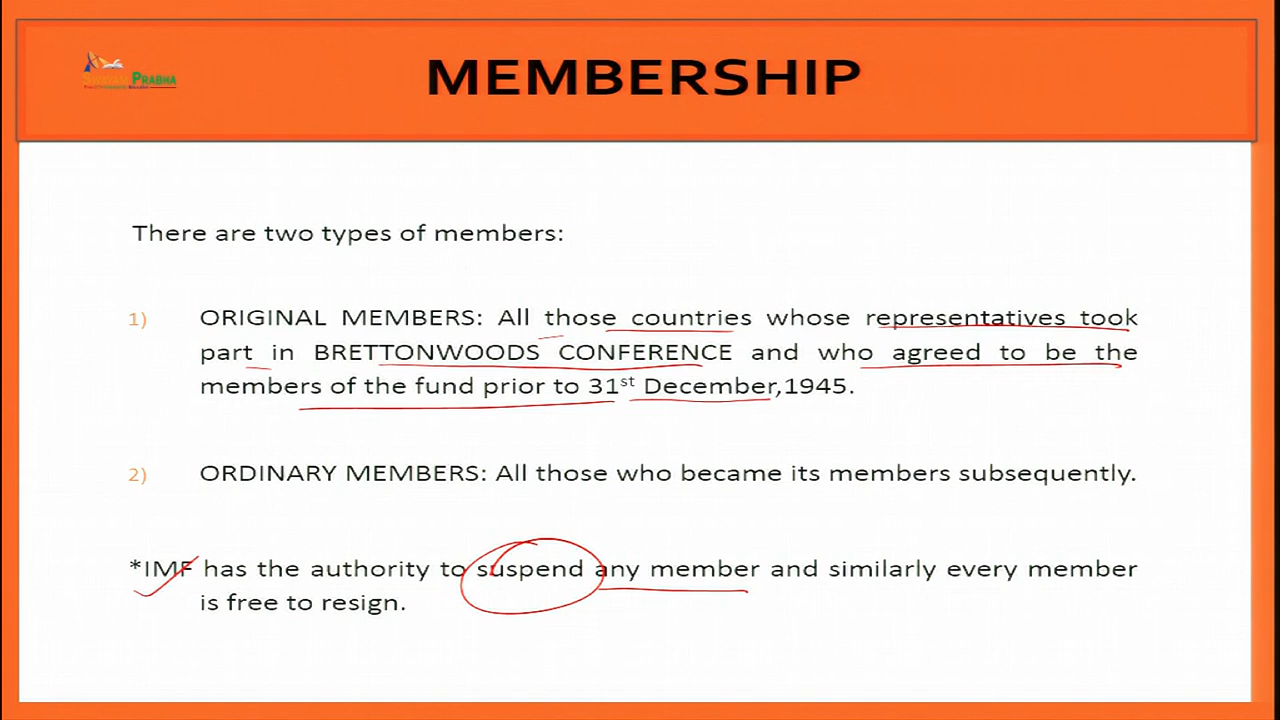 SWAYAM PRABHA
MEMBERSHIP
There are two types of members:
1) ORIGINAL MEMBERS: All those countries whose representatives took
part in BRETTONWOODS CONFERENCE and who agreed to be the
members of the fund prior to 31st December,1945.
2) ORDINARY MEMBERS: All those who became its members subsequently.
*IMF has the authority to suspend any member and similarly every member
is free to resign.